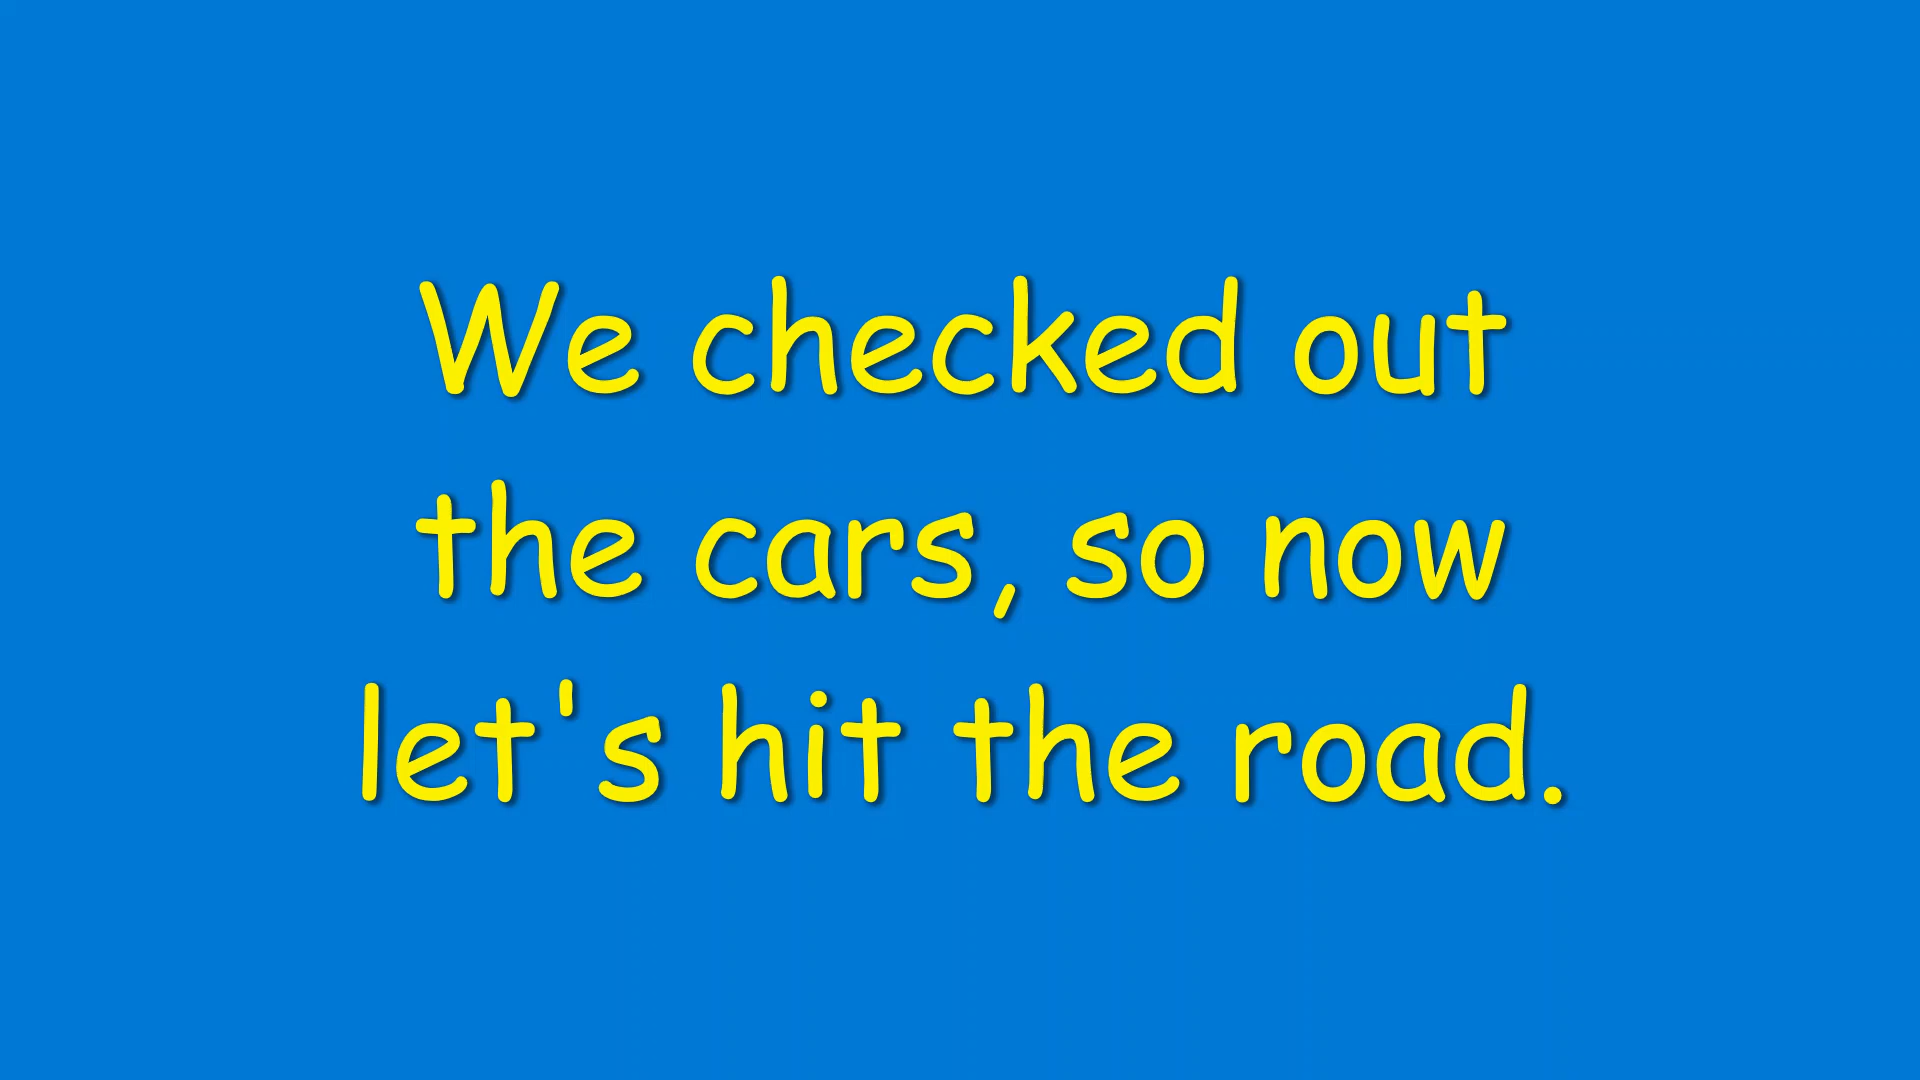 We checked out
the cars, so now
let's hit the road.